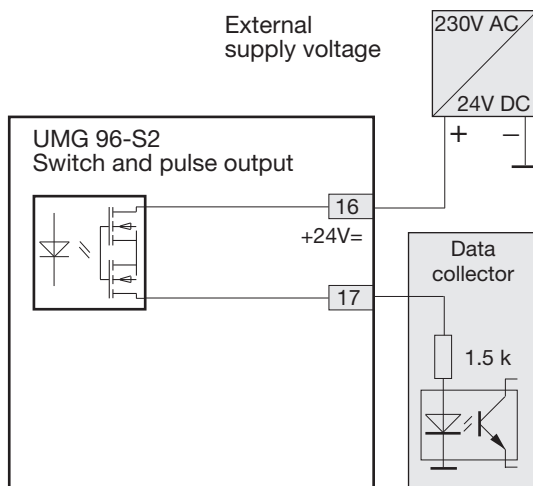 External
supply voltage
230V AC
24V DC
+ −
UMG 96-S2
Switch and pulse output
16
+24V=
17
Data
collector
1.5 k